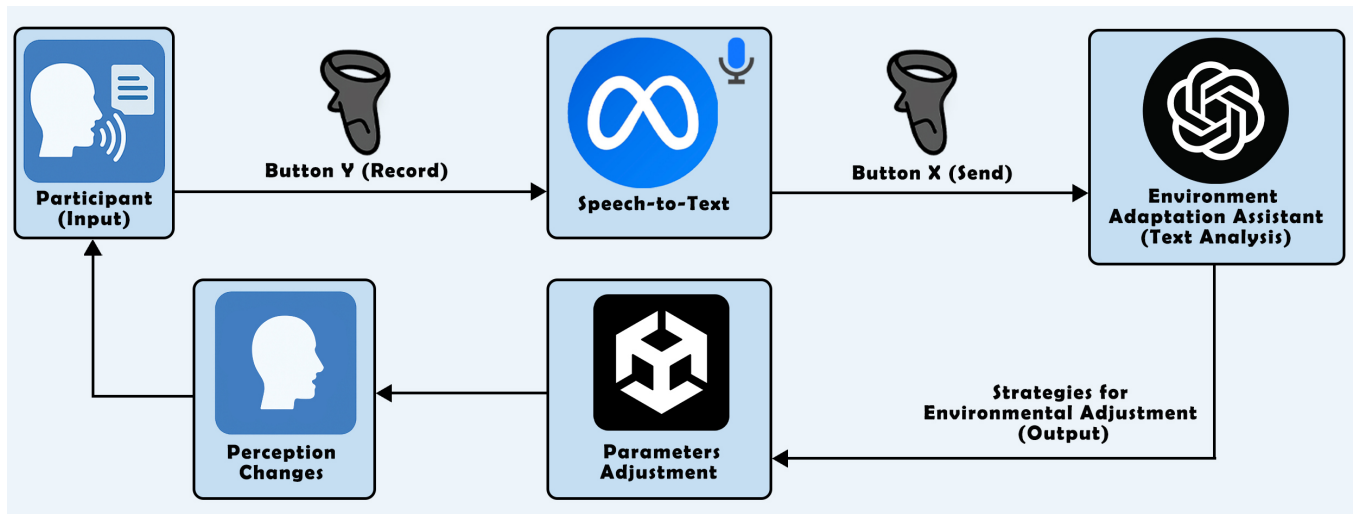 Button Y (Record)
Button X (Send)
Participant
(Input)
Speech-to-Text
Environment
Adaptation Assistant
(Text Analysis)
Strategies for
Environmental Adjustment
(Output)
Perception
Changes
Parameters
Adjustment